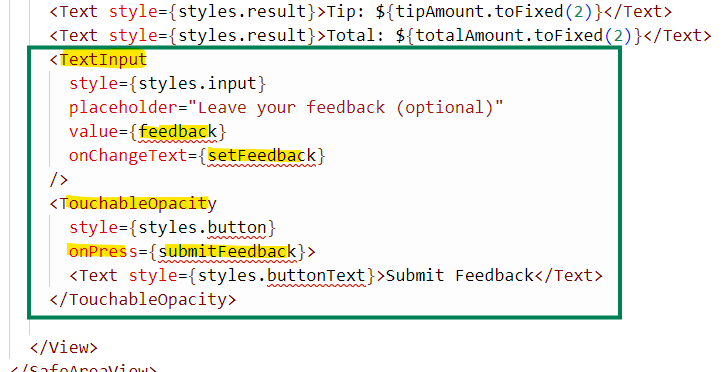 <Text style={styles.result}>Tip: ${tipAmount.toFixed(2)}</Text>
<Text style={styles.result}>Total: ${totalAmount.toFixed(2)}</Text>
<TextInput
style={styles.input}
placeholder="Leave your feedback (optional)"
value={feedback}
onChangeText={setFeedback}
/>
<TouchableOpacity
style={styles.button}
onPress={submitFeedback}>
<Text style={styles.buttonText}>Submit Feedback</Text>
</TouchableOpacity>
</View>
</SafeAreaView>